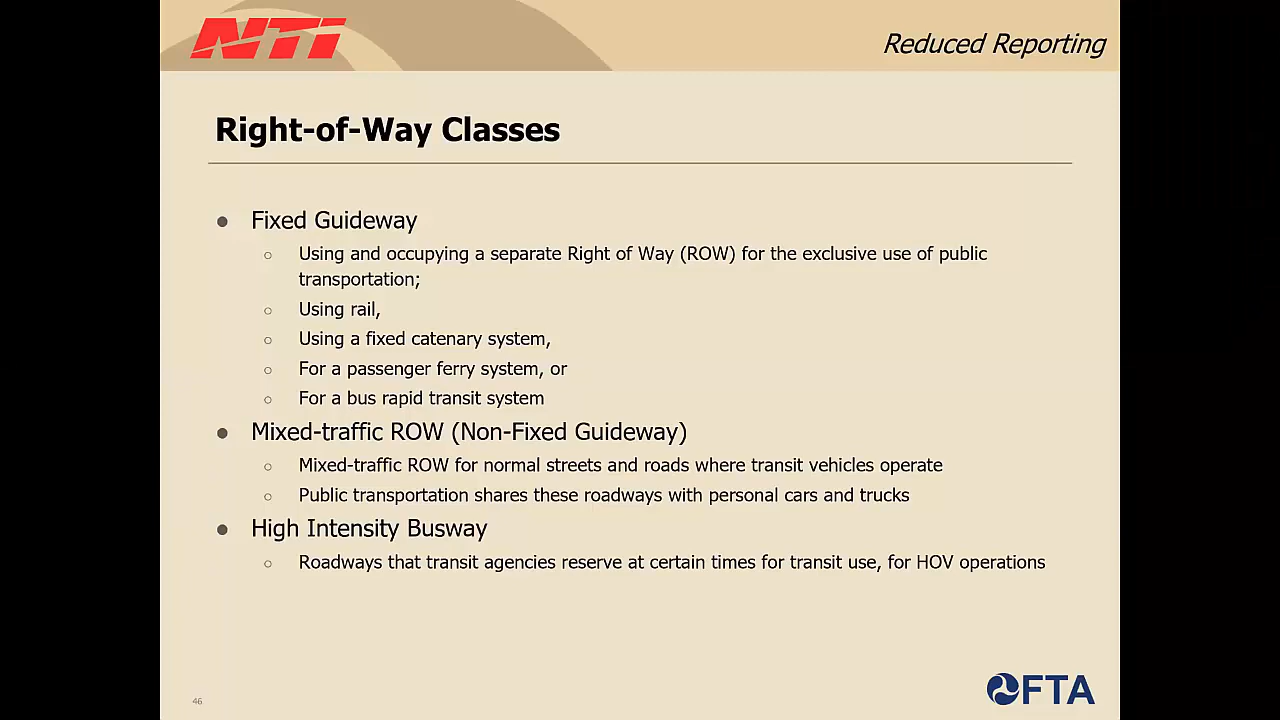 NTI
Reduced Reporting
Right-of-Way Classes
● Fixed Guideway
○ Using and occupying a separate Right of Way (ROW) for the exclusive use of public
transportation;
○ Using rail,
○ Using a fixed catenary system,
○ For a passenger ferry system, or
○ For a bus rapid transit system
● Mixed-traffic ROW (Non-Fixed Guideway)
○ Mixed-traffic ROW for normal streets and roads where transit vehicles operate
○ Public transportation shares these roadways with personal cars and trucks
● High Intensity Busway
○ Roadways that transit agencies reserve at certain times for transit use, for HOV operations
46
FTA